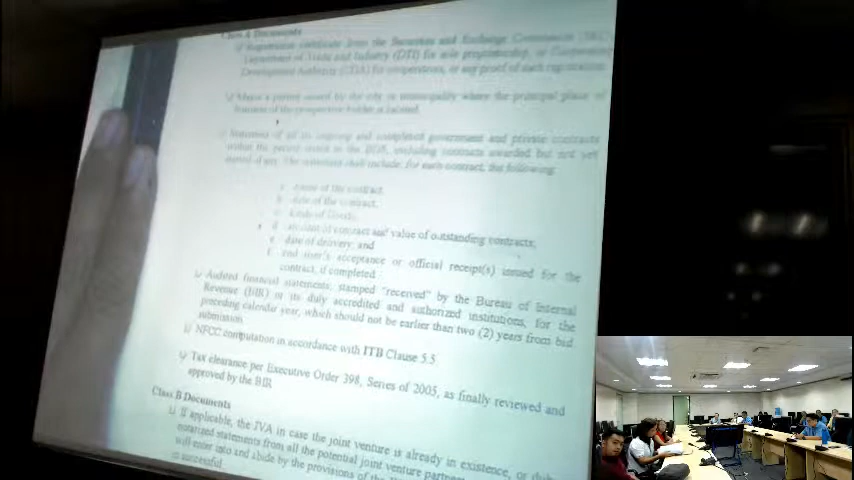 Class A Documents
Registration certificate from the Securities and Exchange Commission (SEC)
Department of Trade and Industry (DTI) for sole proprietorship, or Cooperative
Development Authority (CDA) for cooperatives, or any proof of such registration
Mayor's permit issued by the city or municipality where the principal place of
business of the prospective bidder is located
Statement of all its ongoing and completed government and private contracts
within the period stated in the BDS, including contracts awarded but not yet
The statement shall include, for each contract, the following:
name of the contract
date of the contract
kinds of Goods
amount of contract and value of outstanding contracts;
date of delivery; and
end user's acceptance or official receipt(s) issued for the
contract, if completed
Audited financial statements, stamped "received" by the Bureau of Internal
Revenue (BIR) or its duly accredited and authorized institutions, for the
preceding calendar year, which should not be earlier than two (2) years from bid
submission
NFCC computation in accordance with ITB Clause 5.5
Tax clearance per Executive Order 398, Series of 2005, as finally reviewed and
approved by the BIR
Class B Documents
If applicable, the JVA in case the joint venture is already in existence, or duly
notarized statements from all the potential joint venture partners
will enter into and abide by the provisions of the
successful